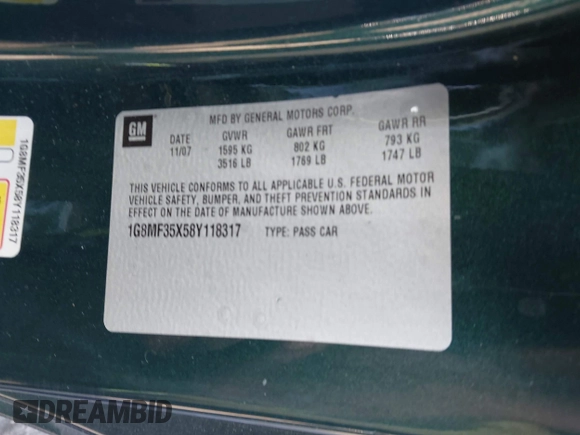 MFD BY GENERAL MOTORS CORP.
GM
DATE GVWR GAWR FRT GAWR RR
11/07 1595 KG 802 KG 793 KG
3516 LB 1769 LB 1747 LB
THIS VEHICLE CONFORMS TO ALL APPLICABLE U.S. FEDERAL MOTOR
VEHICLE SAFETY, BUMPER, AND THEFT PREVENTION STANDARDS IN
EFFECT ON THE DATE OF MANUFACTURE SHOWN ABOVE.
1G8MF35X58Y118317 TYPE: PASS CAR
1G8MF35X58Y118317
DREAMBID